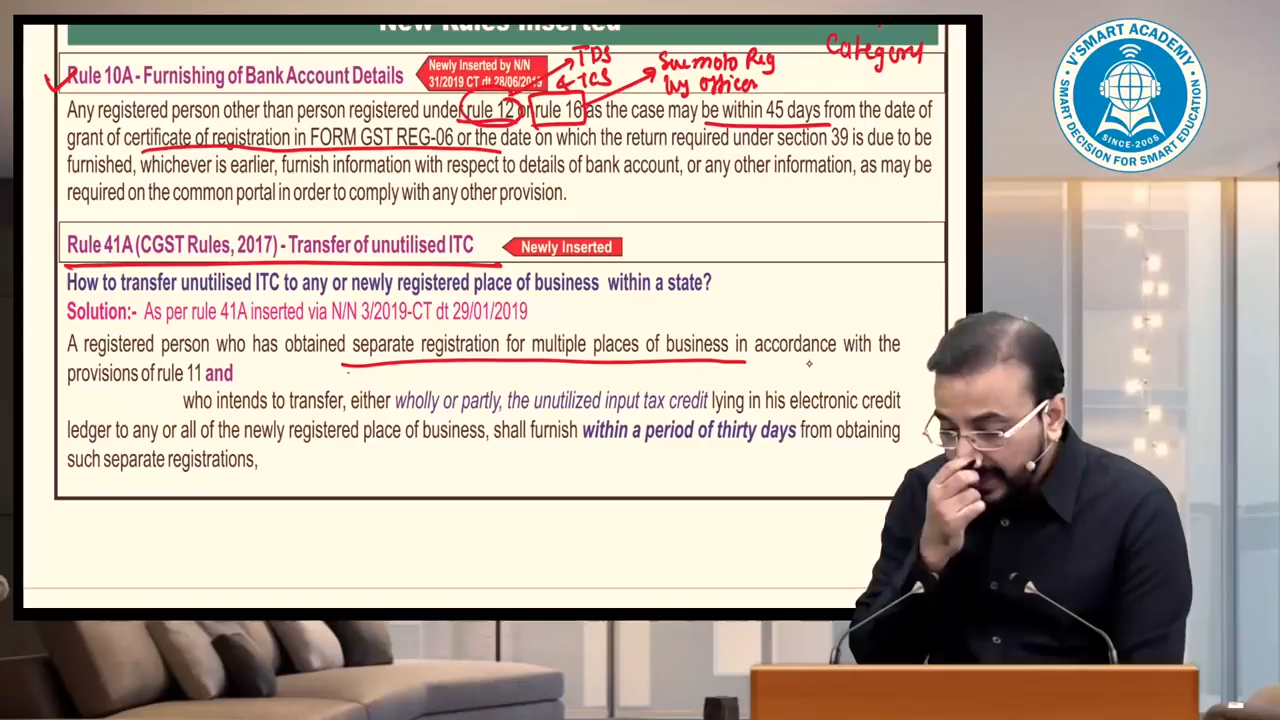 New Rules Inserted
Category
TDS
& TCS
Suo moto Reg
by officer
Rule 10A - Furnishing of Bank Account Details
Newly Inserted by N/N
31/2019 CT dt 28/06/2019
Any registered person other than person registered under rule 12 or rule 16 as the case may be within 45 days from the date of
grant of certificate of registration in FORM GST REG-06 or the date on which the return required under section 39 is due to be
furnished, whichever is earlier, furnish information with respect to details of bank account, or any other information, as may be
required on the common portal in order to comply with any other provision.
Rule 41A (CGST Rules, 2017) - Transfer of unutilised ITC
Newly Inserted
How to transfer unutilised ITC to any or newly registered place of business within a state?
Solution:- As per rule 41A inserted via N/N 3/2019-CT dt 29/01/2019
A registered person who has obtained separate registration for multiple places of business in accordance with the
provisions of rule 11 and
who intends to transfer, either wholly or partly, the unutilized input tax credit lying in his electronic credit
ledger to any or all of the newly registered place of business, shall furnish within a period of thirty days from obtaining
such separate registrations,
V'SMART ACADEMY
SINCE-2005
SMART DECISION FOR SMART EDUCATION